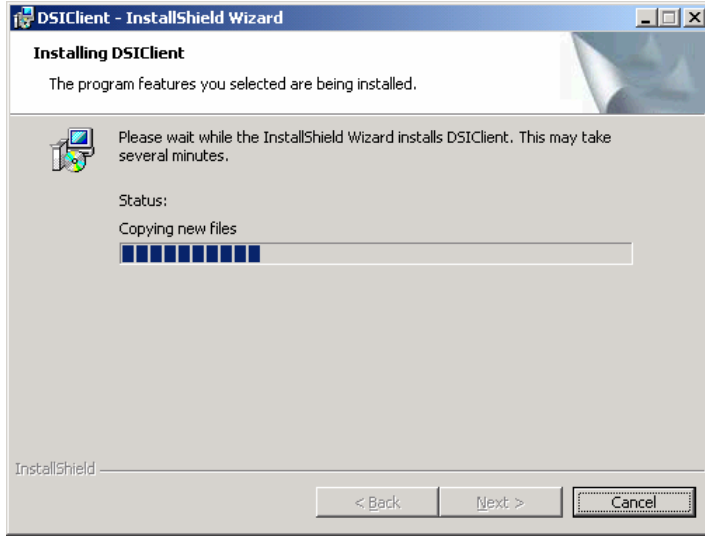 DSIClient - InstallShield Wizard
Installing DSIClient
The program features you selected are being installed.
Please wait while the InstallShield Wizard installs DSIClient. This may take
several minutes.
Status:
Copying new files
InstallShield
< Back
Next >
Cancel